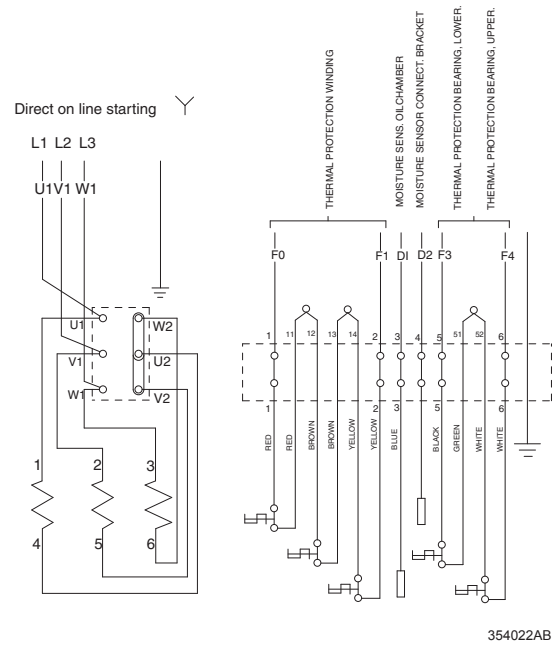 THERMAL PROTECTION WINDING
MOISTURE SENS. OILCHAMBER
MOISTURE SENSOR CONNECT. BRACKET
THERMAL PROTECTION BEARING, LOWER.
THERMAL PROTECTION BEARING, UPPER.
Direct on line starting
L1 L2 L3
U1 V1 W1
F0 F1 DI D2 F3 F4
U1 W2
V1 U2
W1 V2
1 11 12 13 14 2 3 4 5 51 52 6
1 2 3 5 6
RED
RED
BROWN
BROWN
YELLOW
YELLOW
BLUE
BLACK
GREEN
WHITE
WHITE
1 2 3
4 5 6
354022AB